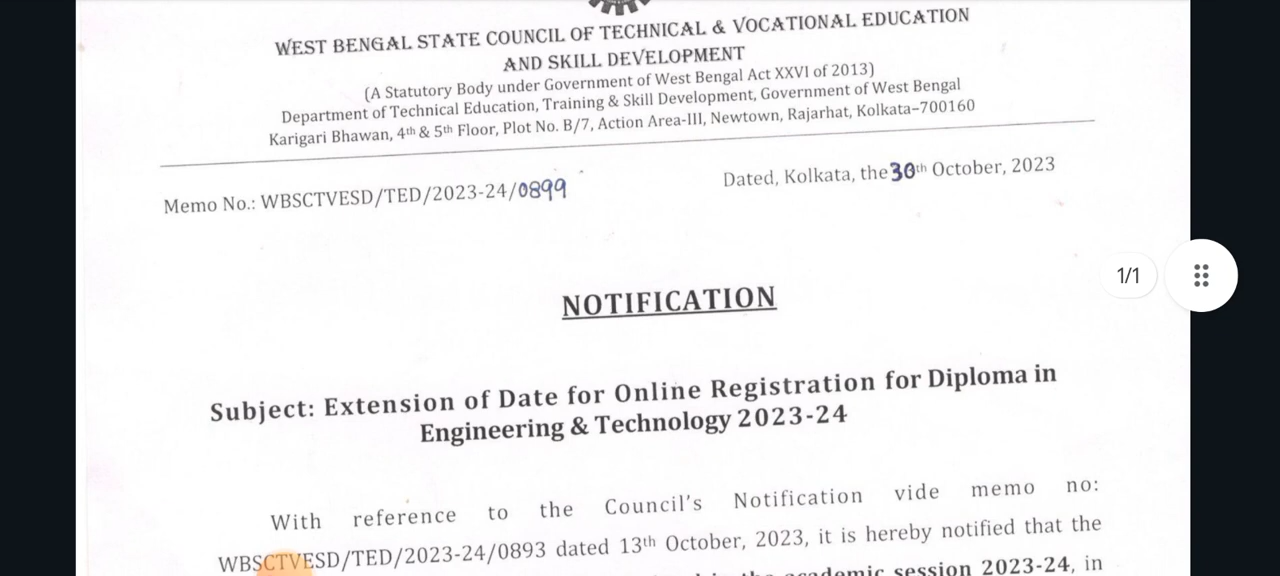 WEST BENGAL STATE COUNCIL OF TECHNICAL & VOCATIONAL EDUCATION
AND SKILL DEVELOPMENT
(A Statutory Body under Government of West Bengal Act XXVI of 2013)
Department of Technical Education, Training & Skill Development, Government of West Bengal
Karigari Bhawan, 4th & 5th Floor, Plot No. B/7, Action Area-III, Newtown, Rajarhat, Kolkata–700160
Memo No.: WBSCTVESD/TED/2023-24/0899
Dated, Kolkata, the 30th October, 2023
1/1
NOTIFICATION
Subject: Extension of Date for Online Registration for Diploma in
Engineering & Technology 2023-24
With reference to the Council's Notification vide memo no:
WBSCTVESD/TED/2023-24/0893 dated 13th October, 2023, it is hereby notified that the
academic session 2023-24, in